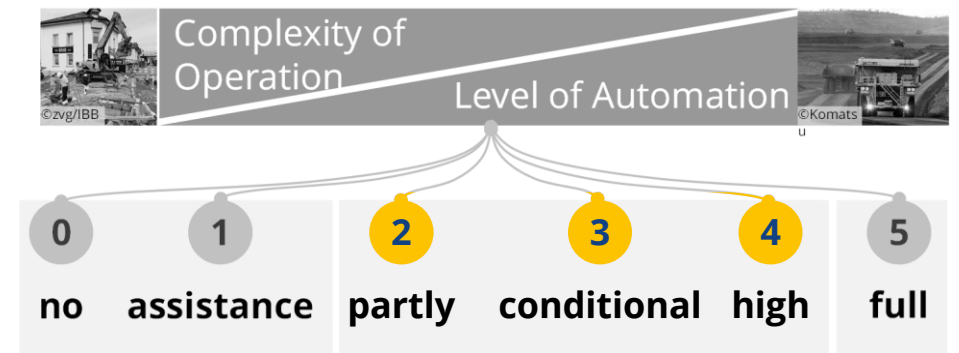 Complexity of
Operation
Level of Automation
©zvg/IBB
©Komats
u
0 1 2 3 4 5
no assistance partly conditional high full